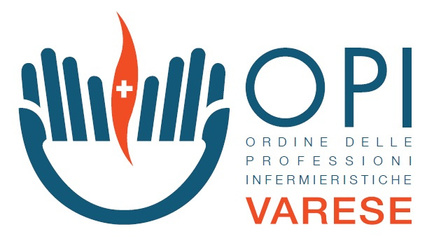 OPI
ORDINE DELLE
PROFESSIONI
INFERMIERISTICHE
VARESE